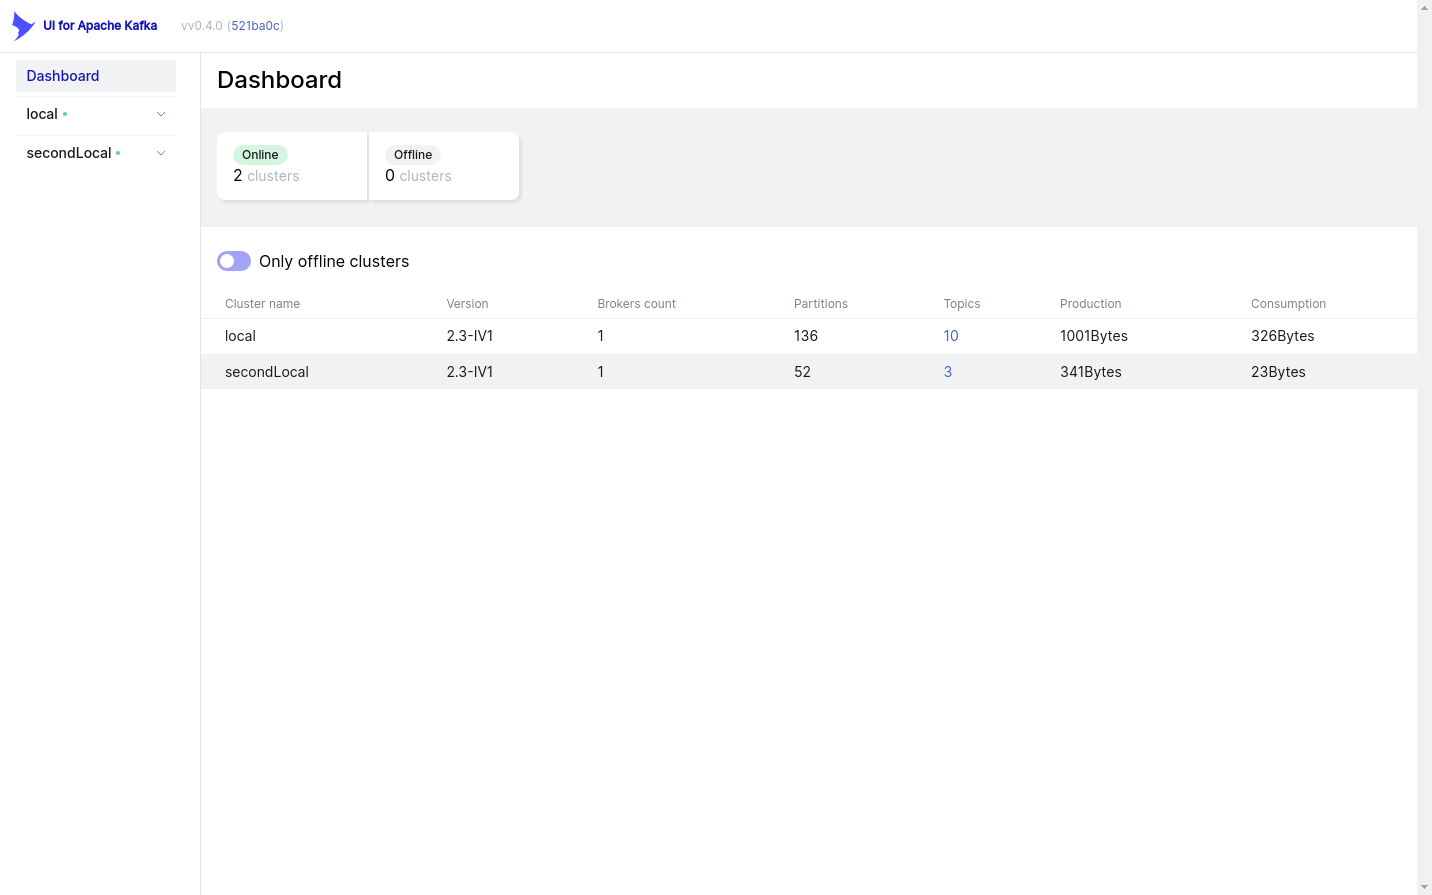 UI for Apache Kafka vv0.4.0 (521ba0c)
Dashboard
local
secondLocal
Dashboard
Online Offline
2 clusters 0 clusters
Only offline clusters
Cluster name Version Brokers count Partitions Topics Production Consumption
local 2.3-IV1 1 136 10 1001Bytes 326Bytes
secondLocal 2.3-IV1 1 52 3 341Bytes 23Bytes